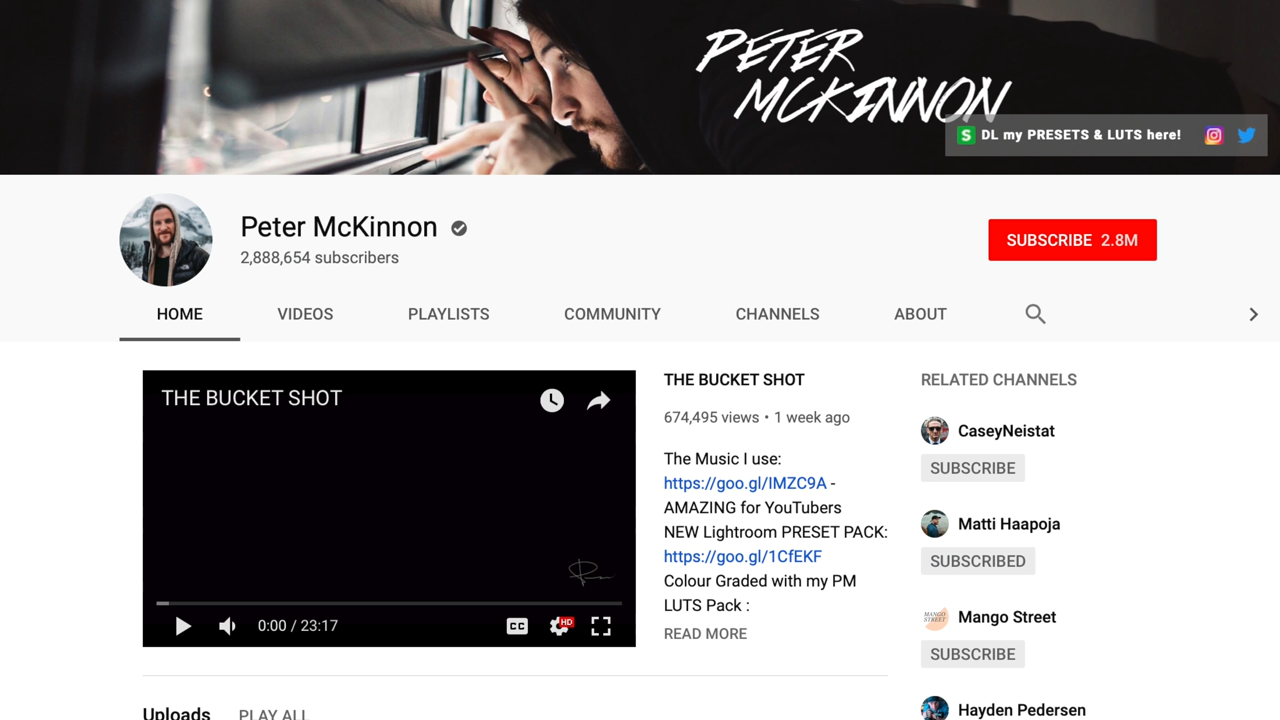 PETER
MCKINNON
DL my PRESETS & LUTS here!
Peter McKinnon
2,888,654 subscribers
SUBSCRIBE 2.8M
HOME VIDEOS PLAYLISTS COMMUNITY CHANNELS ABOUT
THE BUCKET SHOT
0:00 / 23:17
CC
HD
THE BUCKET SHOT
674,495 views • 1 week ago
The Music I use:
https://goo.gl/IMZC9A -
AMAZING for YouTubers
NEW Lightroom PRESET PACK:
https://goo.gl/1CfEKF
Colour Graded with my PM
LUTS Pack :
READ MORE
RELATED CHANNELS
CaseyNeistat
SUBSCRIBE
Matti Haapoja
SUBSCRIBED
MANGO
STREET
Mango Street
SUBSCRIBE
Hayden Pedersen
Uploads PLAY ALL